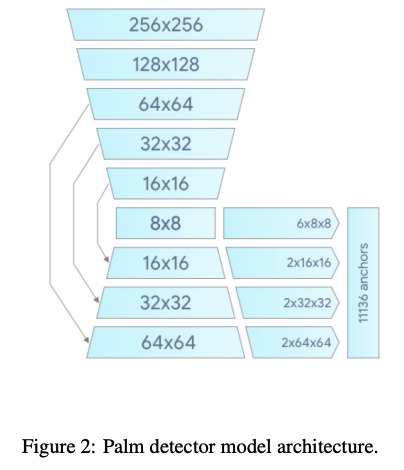 256x256
128x128
64x64
32x32
16x16
8x8
6x8x8
16x16
2x16x16
32x32
2x32x32
64x64
2x64x64
11136 anchors
Figure 2: Palm detector model architecture.